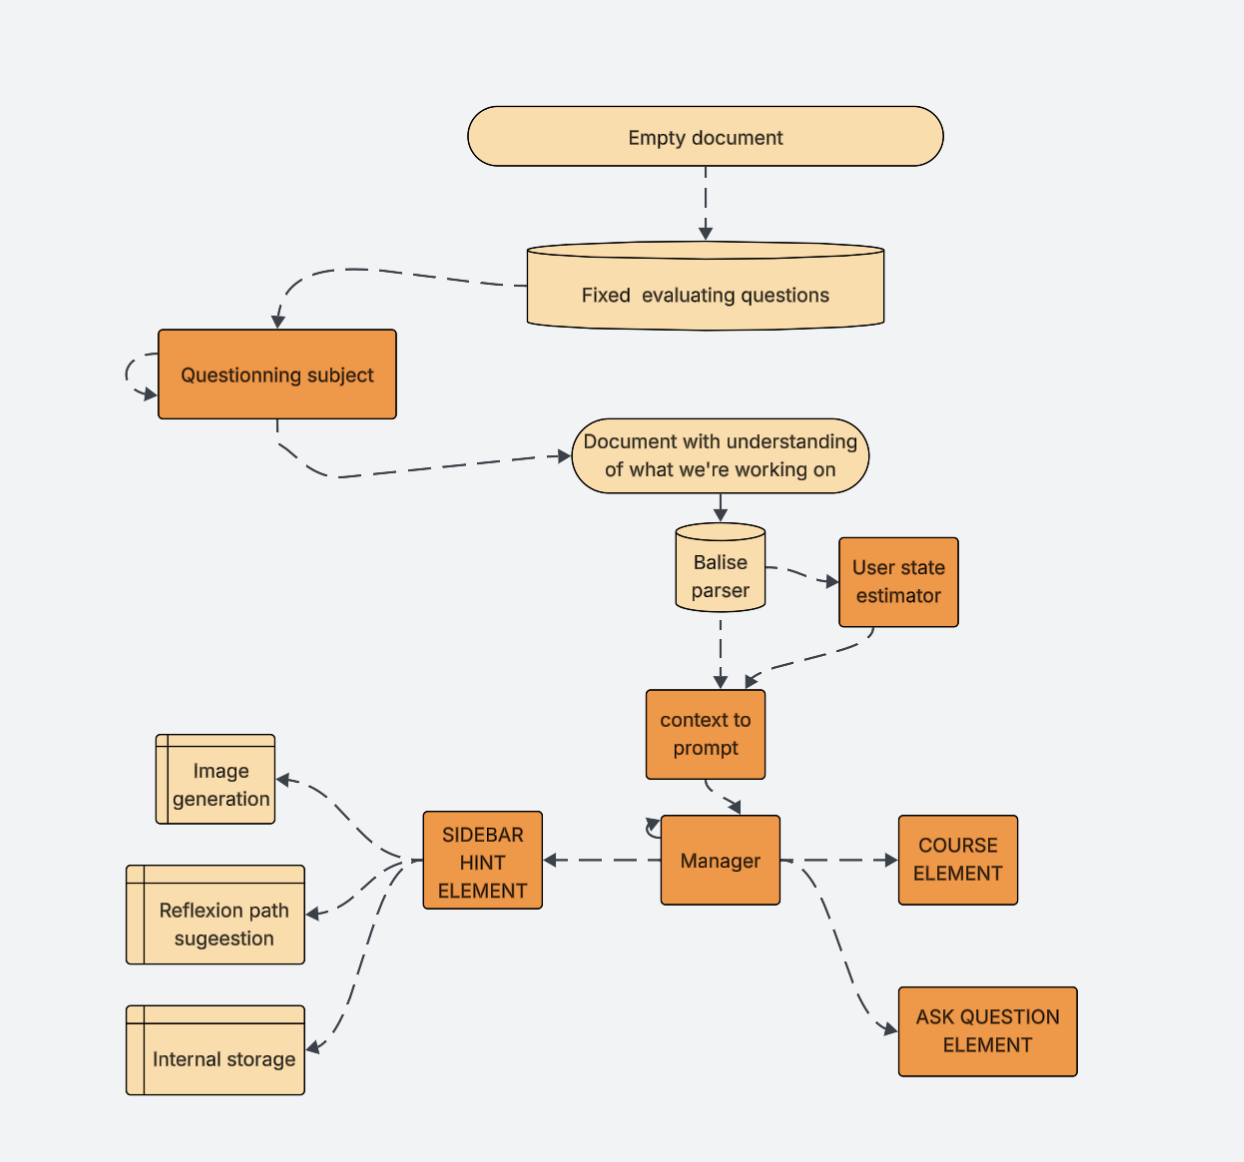 Empty document
Fixed  evaluating questions
Questionning subject
Document with understanding
of what we're working on
Balise
parser
User state
estimator
context to
prompt
Image
generation
SIDEBAR
HINT
ELEMENT
Manager
COURSE
ELEMENT
Reflexion path
sugeestion
Internal storage
ASK QUESTION
ELEMENT